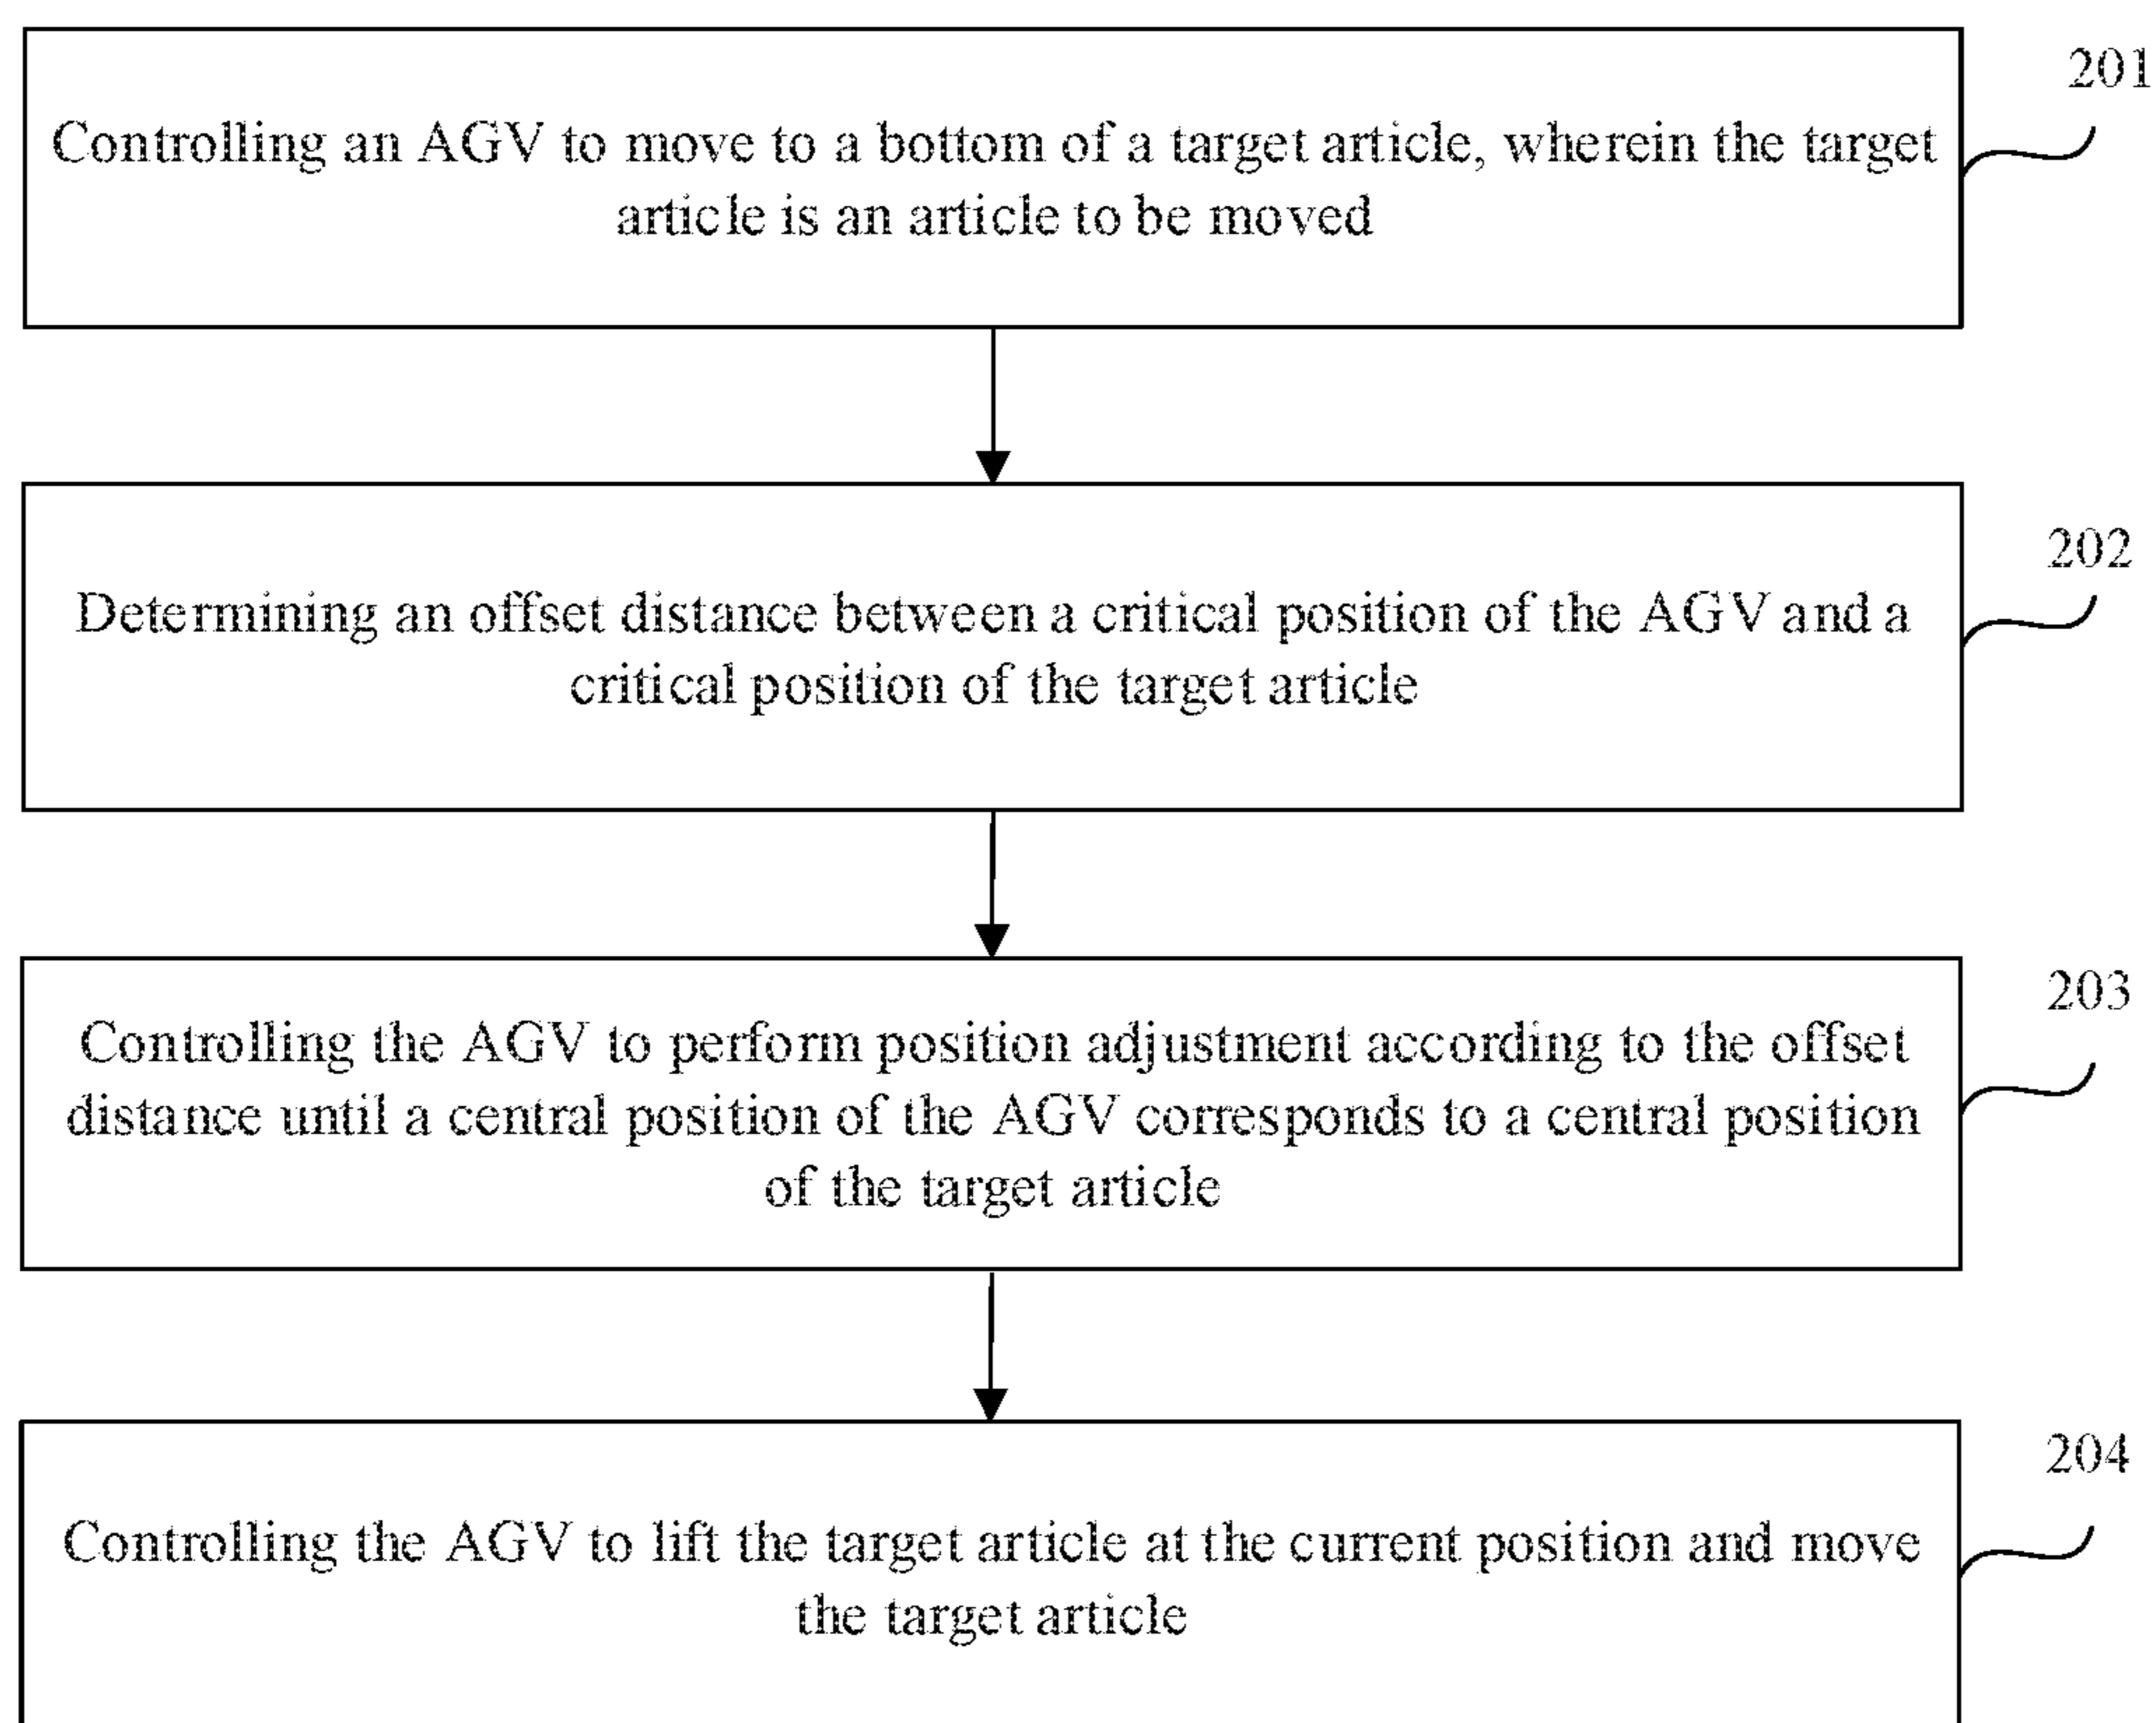 201
Controlling an AGV to move to a bottom of a target article, wherein the target
article is an article to be moved
202
Determining an offset distance between a critical position of the AGV and a
critical position of the target article
203
Controlling the AGV to perform position adjustment according to the offset
distance until a central position of the AGV corresponds to a central position
of the target article
204
Controlling the AGV to lift the target article at the current position and move
the target article